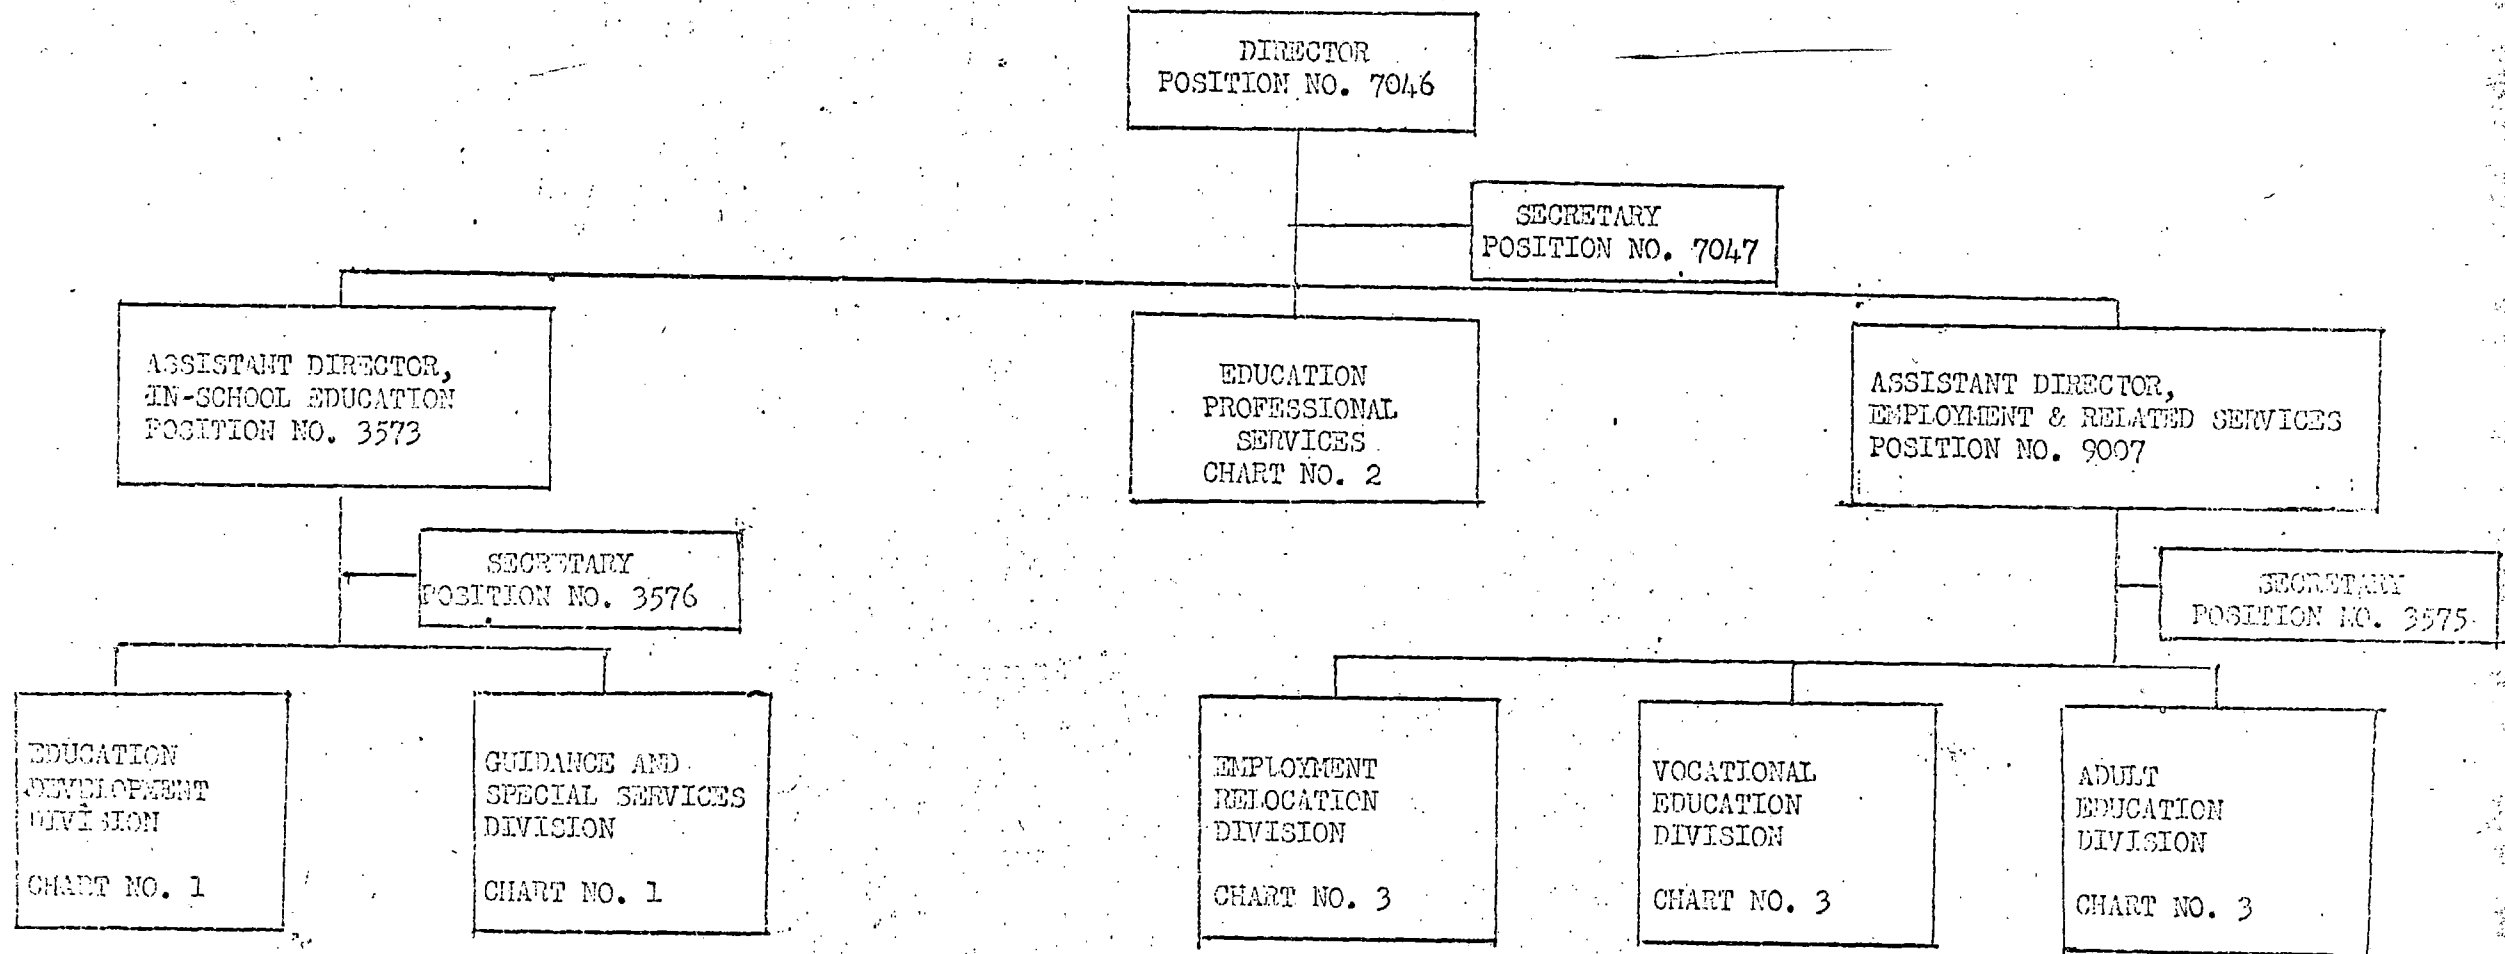 DIRECTOR
POSITION NO. 7046
SECRETARY
POSITION NO. 7047
ASSISTANT DIRECTOR,
IN-SCHOOL EDUCATION
POSITION NO. 3573
EDUCATION
PROFESSIONAL
SERVICES
CHART NO. 2
ASSISTANT DIRECTOR,
EMPLOYMENT & RELATED SERVICES
POSITION NO. 9007
SECRETARY
POSITION NO. 3576
SECRETARY
POSITION NO. 3575
EDUCATION
DEVELOPMENT
DIVISION
CHART NO. 1
GUIDANCE AND
SPECIAL SERVICES
DIVISION
CHART NO. 1
EMPLOYMENT
RELOCATION
DIVISION
CHART NO. 3
VOCATIONAL
EDUCATION
DIVISION
CHART NO. 3
ADULT
EDUCATION
DIVISION
CHART NO. 3